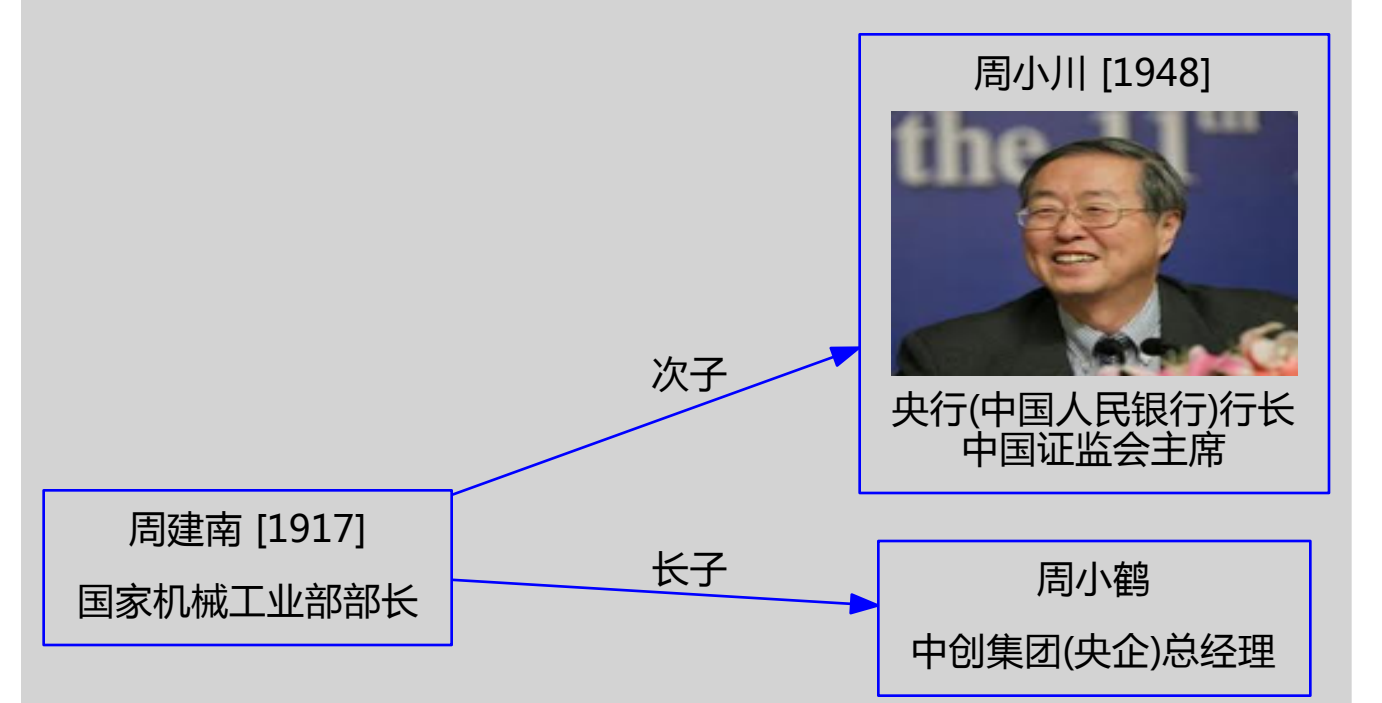 周小川 [1948]
the 11th
央行(中国人民银行)行长
中国证监会主席
次子
周建南 [1917]
国家机械工业部部长
长子
周小鹤
中创集团(央企)总经理